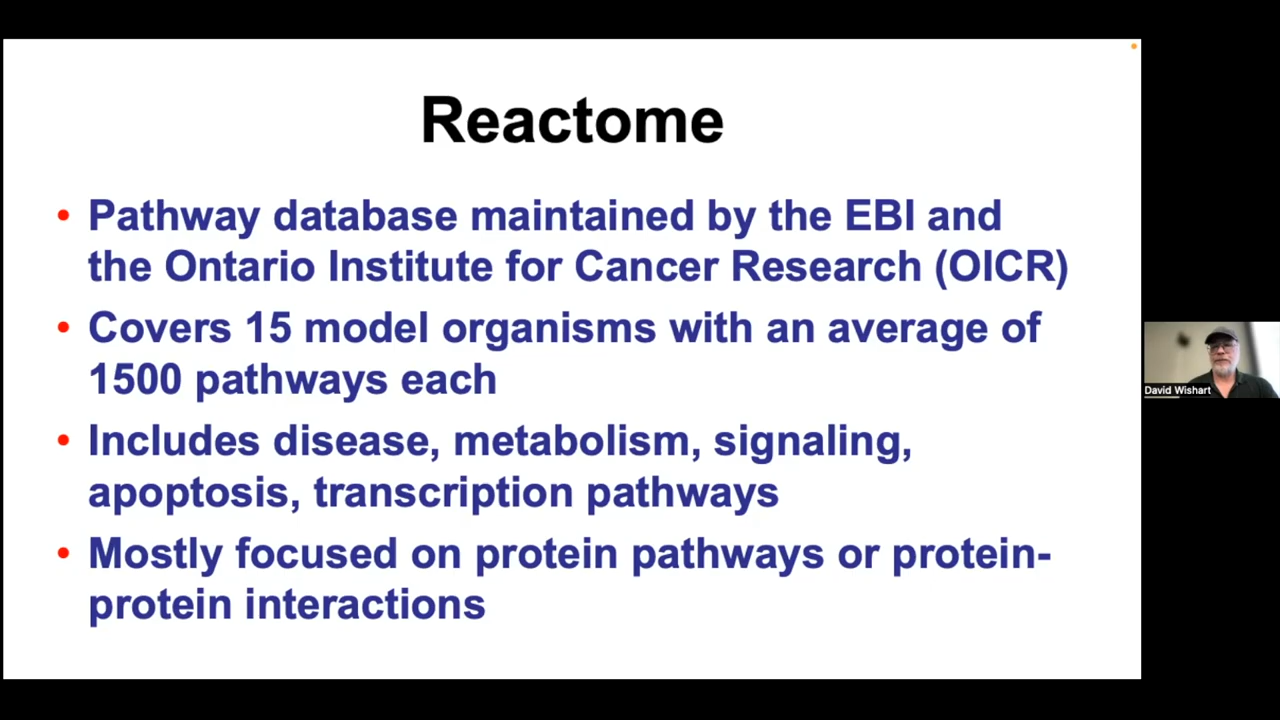 Reactome
• Pathway database maintained by the EBI and
the Ontario Institute for Cancer Research (OICR)
• Covers 15 model organisms with an average of
1500 pathways each
• Includes disease, metabolism, signaling,
apoptosis, transcription pathways
• Mostly focused on protein pathways or protein-
protein interactions
David Wishart